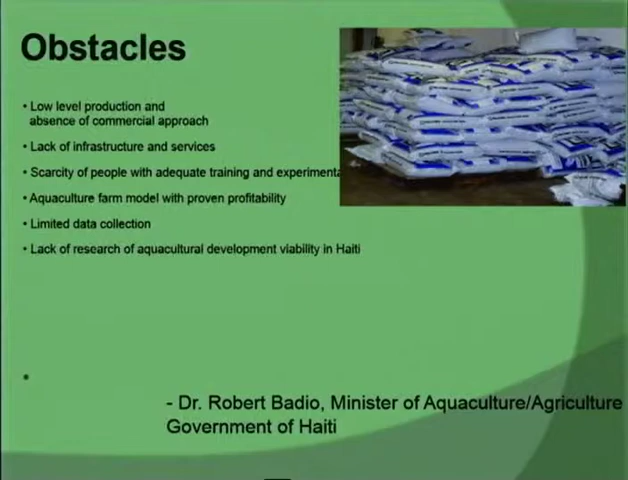 Obstacles
• Low level production and
absence of commercial approach
• Lack of infrastructure and services
• Scarcity of people with adequate training and experimenta
• Aquaculture farm model with proven profitability
• Limited data collection
• Lack of research of aquacultural development viability in Haiti
•
- Dr. Robert Badio, Minister of Aquaculture/Agriculture
Government of Haiti